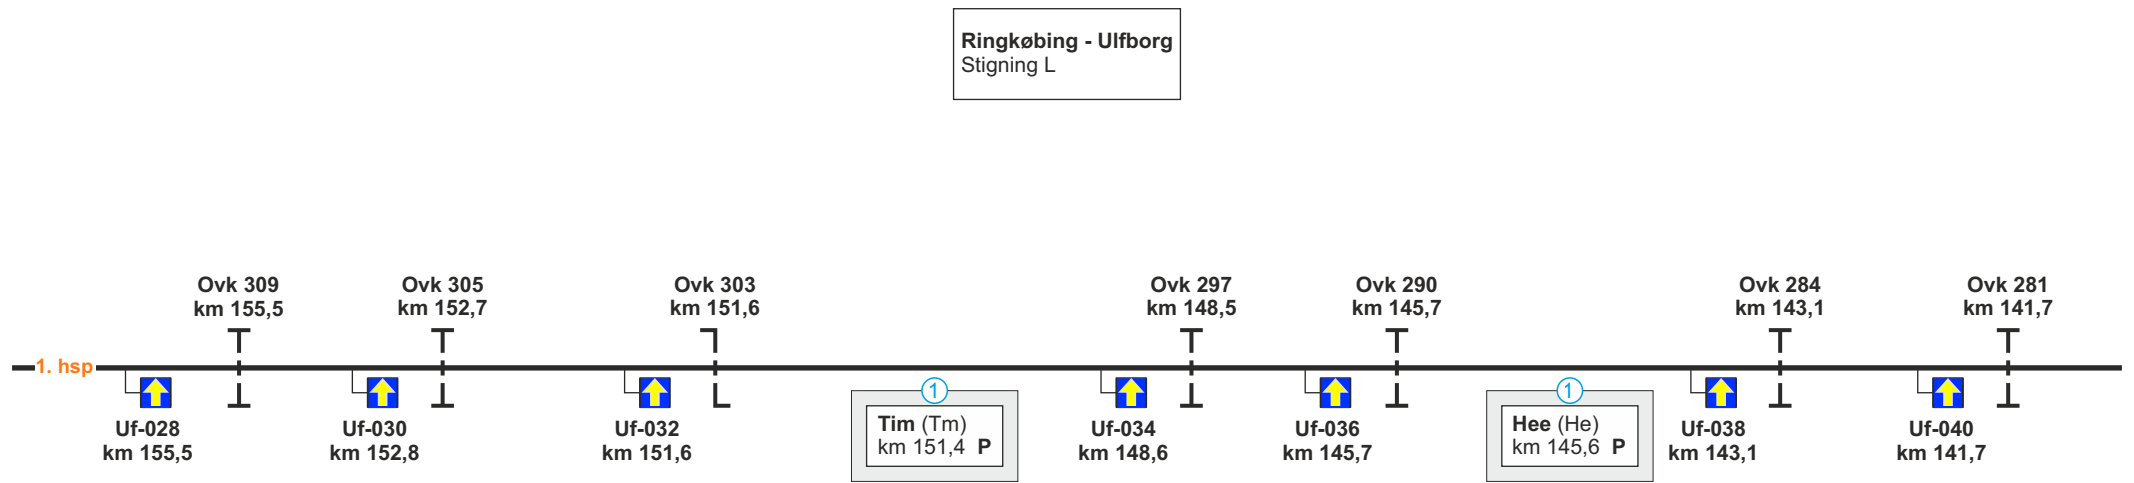 Ringkøbing - Ulfborg
Stigning L
Ovk 309
km 155,5
Ovk 305
km 152,7
Ovk 303
km 151,6
Ovk 297
km 148,5
Ovk 290
km 145,7
Ovk 284
km 143,1
Ovk 281
km 141,7
1. hsp
Uf-028
km 155,5
Uf-030
km 152,8
Uf-032
km 151,6
1
Tim (Tm)
km 151,4 P
Uf-034
km 148,6
Uf-036
km 145,7
1
Hee (He)
km 145,6 P
Uf-038
km 143,1
Uf-040
km 141,7